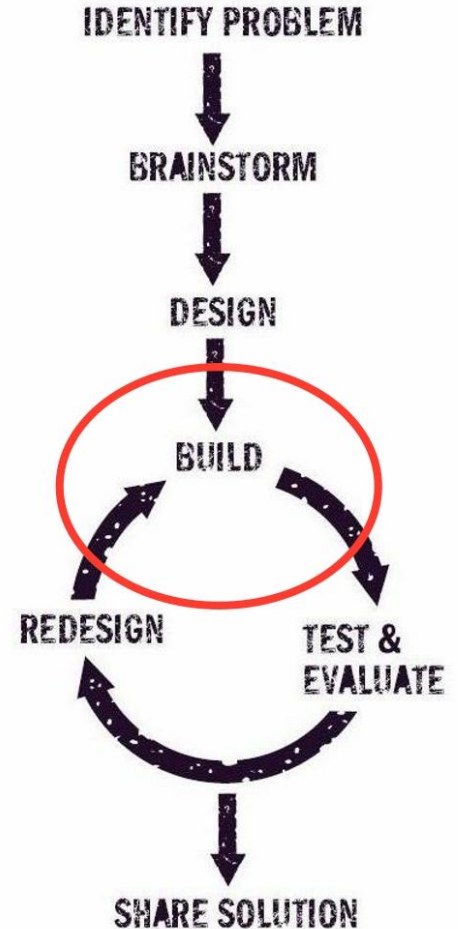 IDENTIFY PROBLEM
BRAINSTORM
DESIGN
BUILD
REDESIGN
TEST &
EVALUATE
SHARE SOLUTION